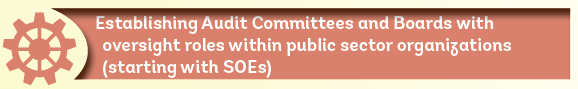 Establishing Audit Committees and Boards with
oversight roles within public sector organizations
(starting with SOEs)